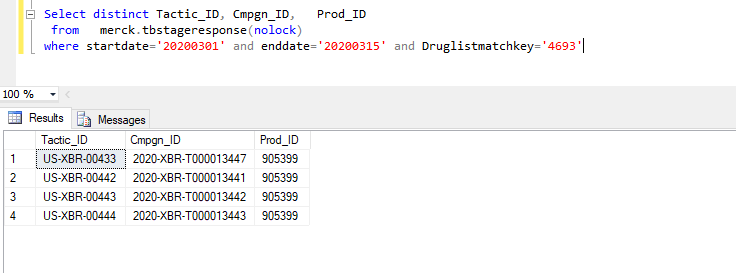 Select distinct Tactic_ID, Cmpgn_ID,   Prod_ID
from   merck.tbstageresponse(nolock)
where startdate='20200301' and enddate='20200315' and Druglistmatchkey='4693'
100 %
Results Messages
Tactic_ID Cmpgn_ID Prod_ID
1 US-XBR-00433 2020-XBR-T000013447 905399
2 US-XBR-00442 2020-XBR-T000013441 905399
3 US-XBR-00443 2020-XBR-T000013442 905399
4 US-XBR-00444 2020-XBR-T000013443 905399